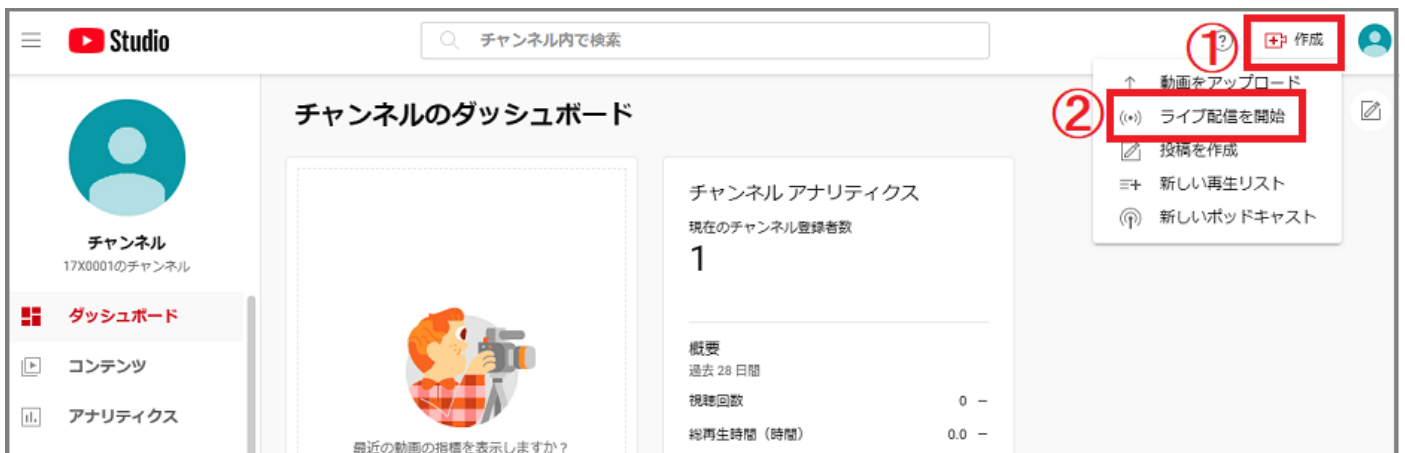 Studio
チャンネル内で検索
①
?
作成
動画をアップロード
②
ライブ配信を開始
投稿を作成
新しい再生リスト
新しいポッドキャスト
チャンネル
17X0001のチャンネル
ダッシュボード
コンテンツ
アナリティクス
チャンネルのダッシュボード
最近の動画の指標を表示しますか？
チャンネル アナリティクス
現在のチャンネル登録者数
1
概要
過去 28 日間
視聴回数 0 —
総再生時間（時間） 0.0 —